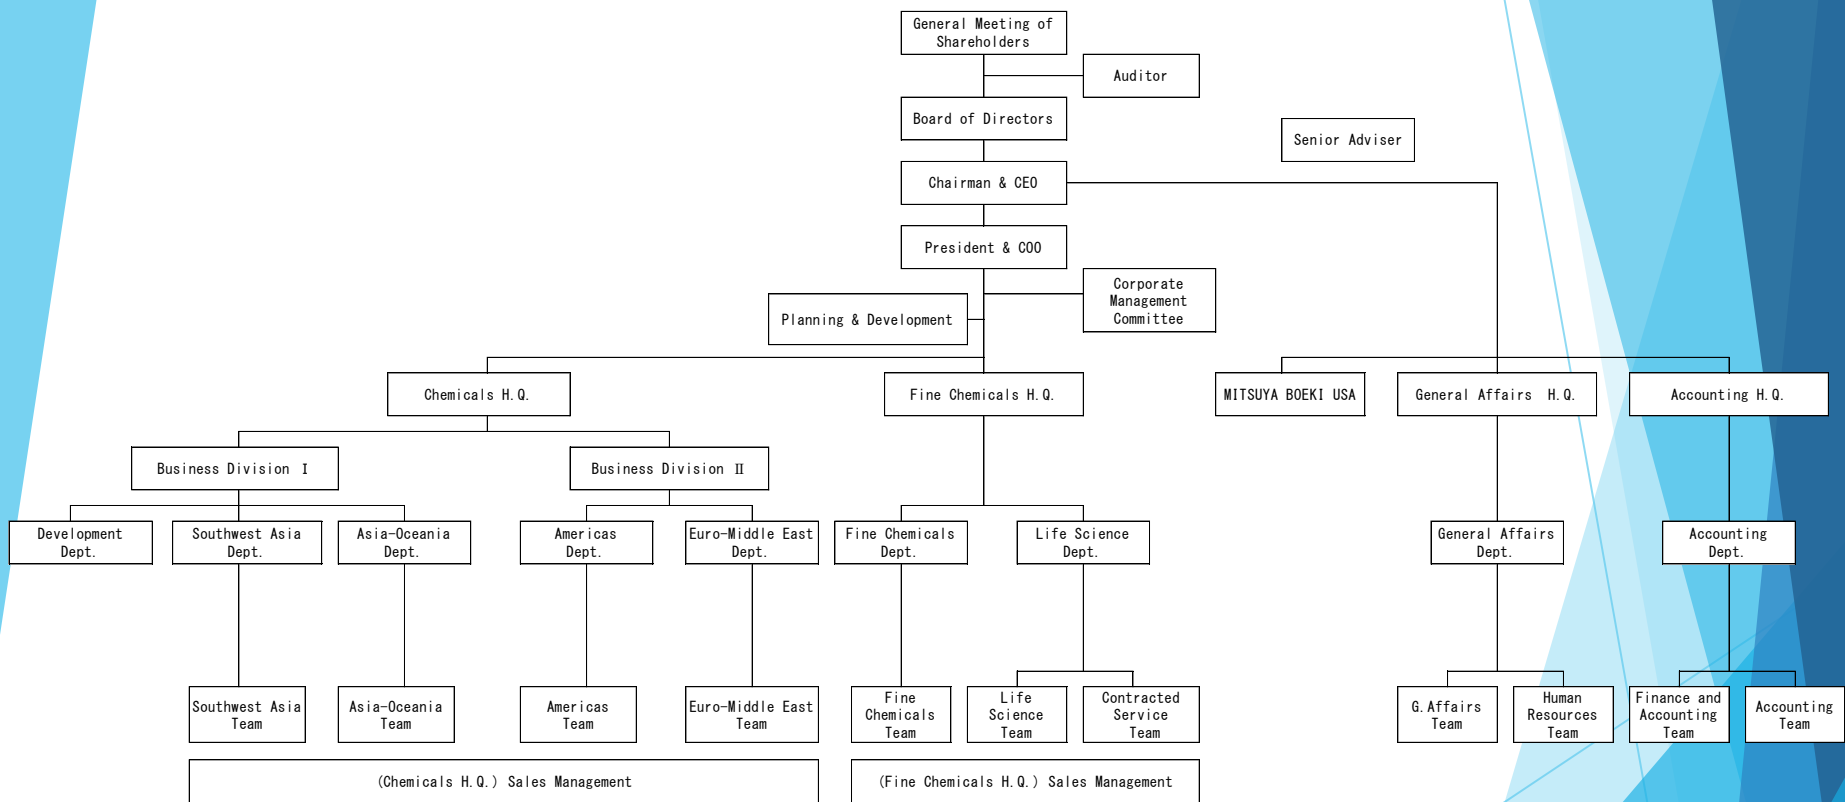 General Meeting of
Shareholders
Auditor
Board of Directors
Senior Adviser
Chairman & CEO
President & COO
Corporate
Management
Committee
Planning & Development
Chemicals H.Q.
Fine Chemicals H.Q.
MITSUYA BOEKI USA
General Affairs H.Q.
Accounting H.Q.
Business Division Ⅰ
Business Division Ⅱ
Development
Dept.
Southwest Asia
Dept.
Asia-Oceania
Dept.
Americas
Dept.
Euro-Middle East
Dept.
Fine Chemicals
Dept.
Life Science
Dept.
General Affairs
Dept.
Accounting
Dept.
Southwest Asia
Team
Asia-Oceania
Team
Americas
Team
Euro-Middle East
Team
Fine
Chemicals
Team
Life
Science
Team
Contracted
Service
Team
G.Affairs
Team
Human
Resources
Team
Finance and
Accounting
Team
Accounting
Team
(Chemicals H.Q.) Sales Management
(Fine Chemicals H.Q.) Sales Management